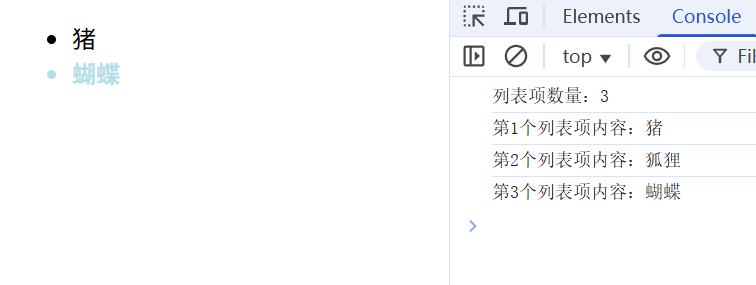 猪
蝴蝶
Elements Console
top Fil
列表项数量：3
第1个列表项内容：猪
第2个列表项内容：狐狸
第3个列表项内容：蝴蝶